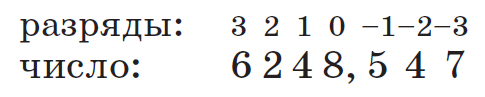 разряды: 3 2 1 0 –1–2–3
число: 6 2 4 8, 5 4 7